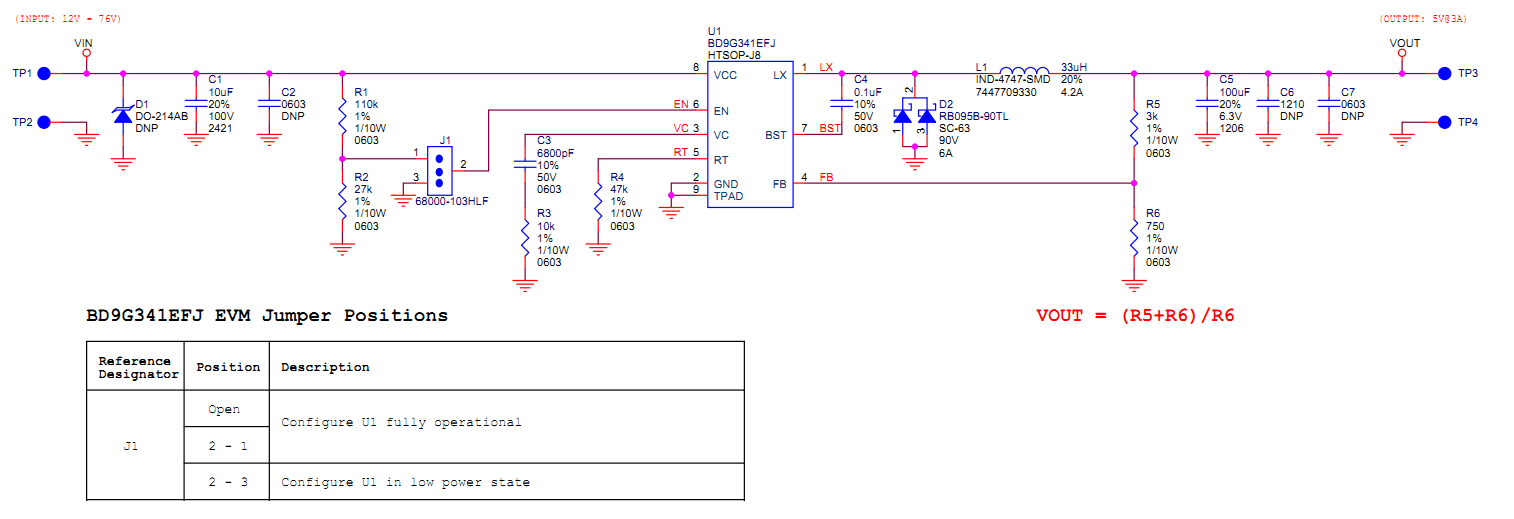 (INPUT: 12V - 76V)
(OUTPUT: 5V@3A)
VIN
VOUT
TP1
TP2
TP3
TP4
D1
DO-214AB
DNP
C1
10uF
20%
100V
2421
C2
0603
DNP
R1
110k
1%
1/10W
0603
R2
27k
1%
1/10W
0603
J1
1
2
3
68000-103HLF
C3
6800pF
10%
50V
0603
R3
10k
1%
1/10W
0603
R4
47k
1%
1/10W
0603
U1
BD9G341EFJ
HTSOP-J8
8 VCC
EN 6 EN
VC 3 VC
RT 5 RT
2 GND
9 TPAD
LX 1 LX
BST 7 BST
FB 4 FB
C4
0.1uF
10%
50V
0603
D2
RB095B-90TL
SC-63
90V
6A
2
1
3
L1
IND-4747-SMD
7447709330
33uH
20%
4.2A
R5
3k
1%
1/10W
0603
R6
750
1%
1/10W
0603
C5
100uF
20%
6.3V
1206
C6
1210
DNP
C7
0603
DNP
BD9G341EFJ EVM Jumper Positions
VOUT = (R5+R6)/R6
Reference
Designator
Position
Description
J1
Open
Configure U1 fully operational
2 - 1
2 - 3
Configure U1 in low power state